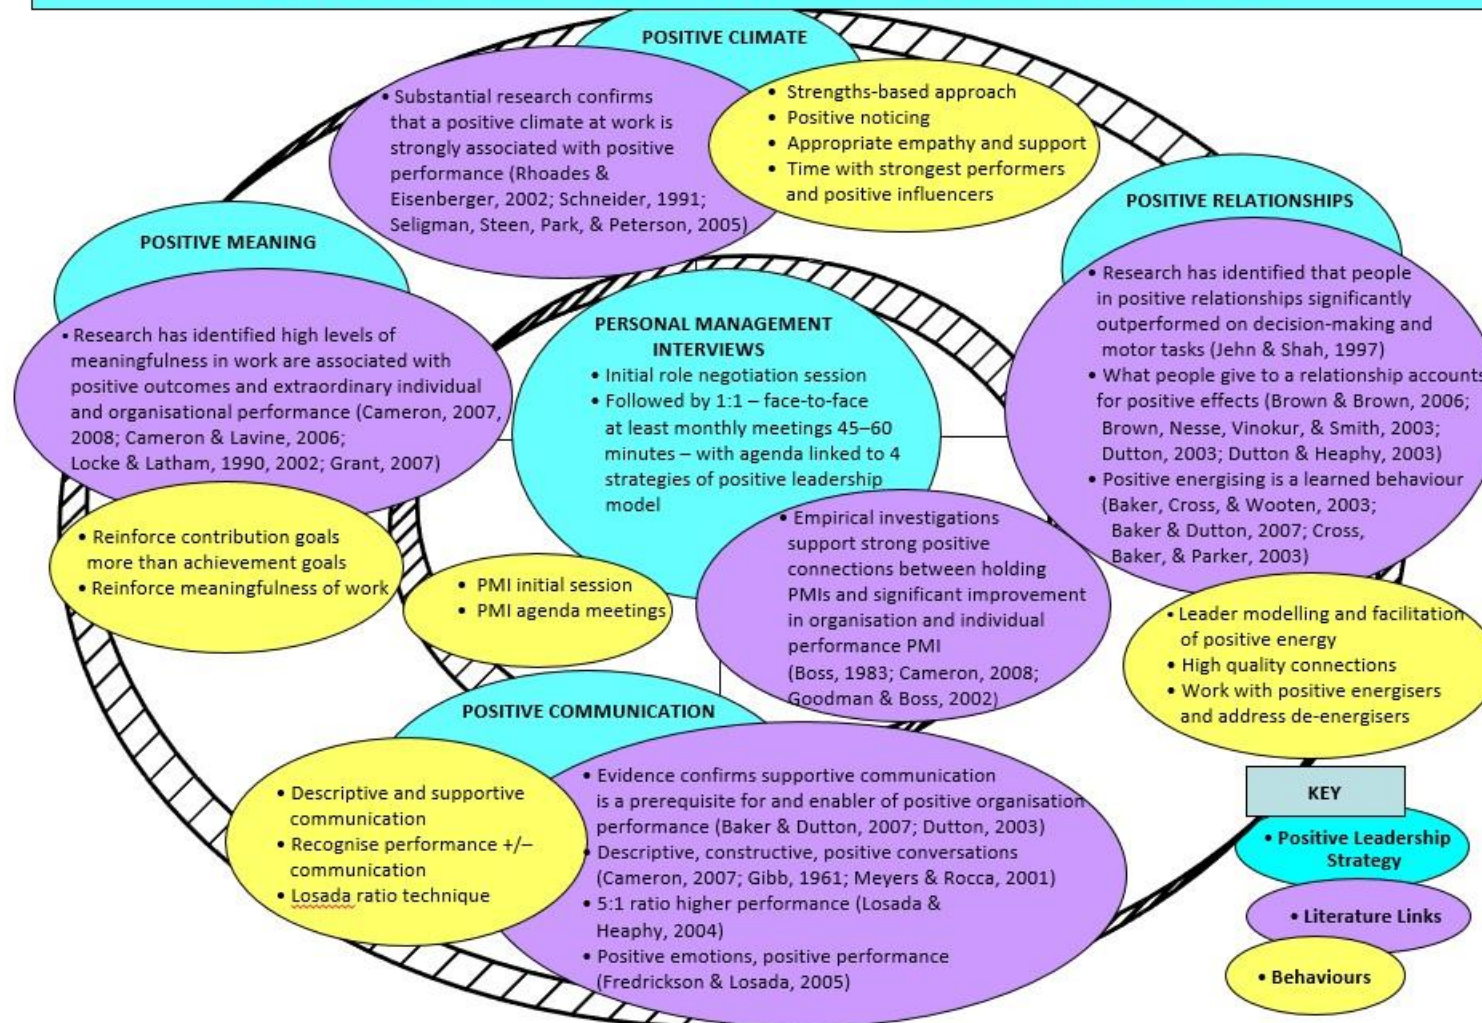 POSITIVE CLIMATE
• Substantial research confirms
that a positive climate at work is
strongly associated with positive
performance (Rhoades &
Eisenberger, 2002; Schneider, 1991;
Seligman, Steen, Park, & Peterson, 2005)
• Strengths-based approach
• Positive noticing
• Appropriate empathy and support
• Time with strongest performers
and positive influencers
POSITIVE MEANING
• Research has identified high levels of
meaningfulness in work are associated with
positive outcomes and extraordinary individual
and organisational performance (Cameron, 2007,
2008; Cameron & Lavine, 2006;
Locke & Latham, 1990, 2002; Grant, 2007)
• Reinforce contribution goals
more than achievement goals
• Reinforce meaningfulness of work
PERSONAL MANAGEMENT
INTERVIEWS
• Initial role negotiation session
• Followed by 1:1 – face-to-face
at least monthly meetings 45–60
minutes – with agenda linked to 4
strategies of positive leadership
model
• Empirical investigations
support strong positive
connections between holding
PMIs and significant improvement
in organisation and individual
performance PMI
(Boss, 1983; Cameron, 2008;
Goodman & Boss, 2002)
• PMI initial session
• PMI agenda meetings
POSITIVE RELATIONSHIPS
• Research has identified that people
in positive relationships significantly
outperformed on decision-making and
motor tasks (Jehn & Shah, 1997)
• What people give to a relationship accounts
for positive effects (Brown & Brown, 2006;
Brown, Nesse, Vinokur, & Smith, 2003;
Dutton, 2003; Dutton & Heaphy, 2003)
• Positive energising is a learned behaviour
(Baker, Cross, & Wooten, 2003;
Baker & Dutton, 2007; Cross,
Baker, & Parker, 2003)
• Leader modelling and facilitation
of positive energy
• High quality connections
• Work with positive energisers
and address de-energisers
POSITIVE COMMUNICATION
• Descriptive and supportive
communication
• Recognise performance +/–
communication
• Losada ratio technique
• Evidence confirms supportive communication
is a prerequisite for and enabler of positive organisation
performance (Baker & Dutton, 2007; Dutton, 2003)
• Descriptive, constructive, positive conversations
(Cameron, 2007; Gibb, 1961; Meyers & Rocca, 2001)
• 5:1 ratio higher performance (Losada &
Heaphy, 2004)
• Positive emotions, positive performance
(Fredrickson & Losada, 2005)
KEY
• Positive Leadership
Strategy
• Literature Links
• Behaviours